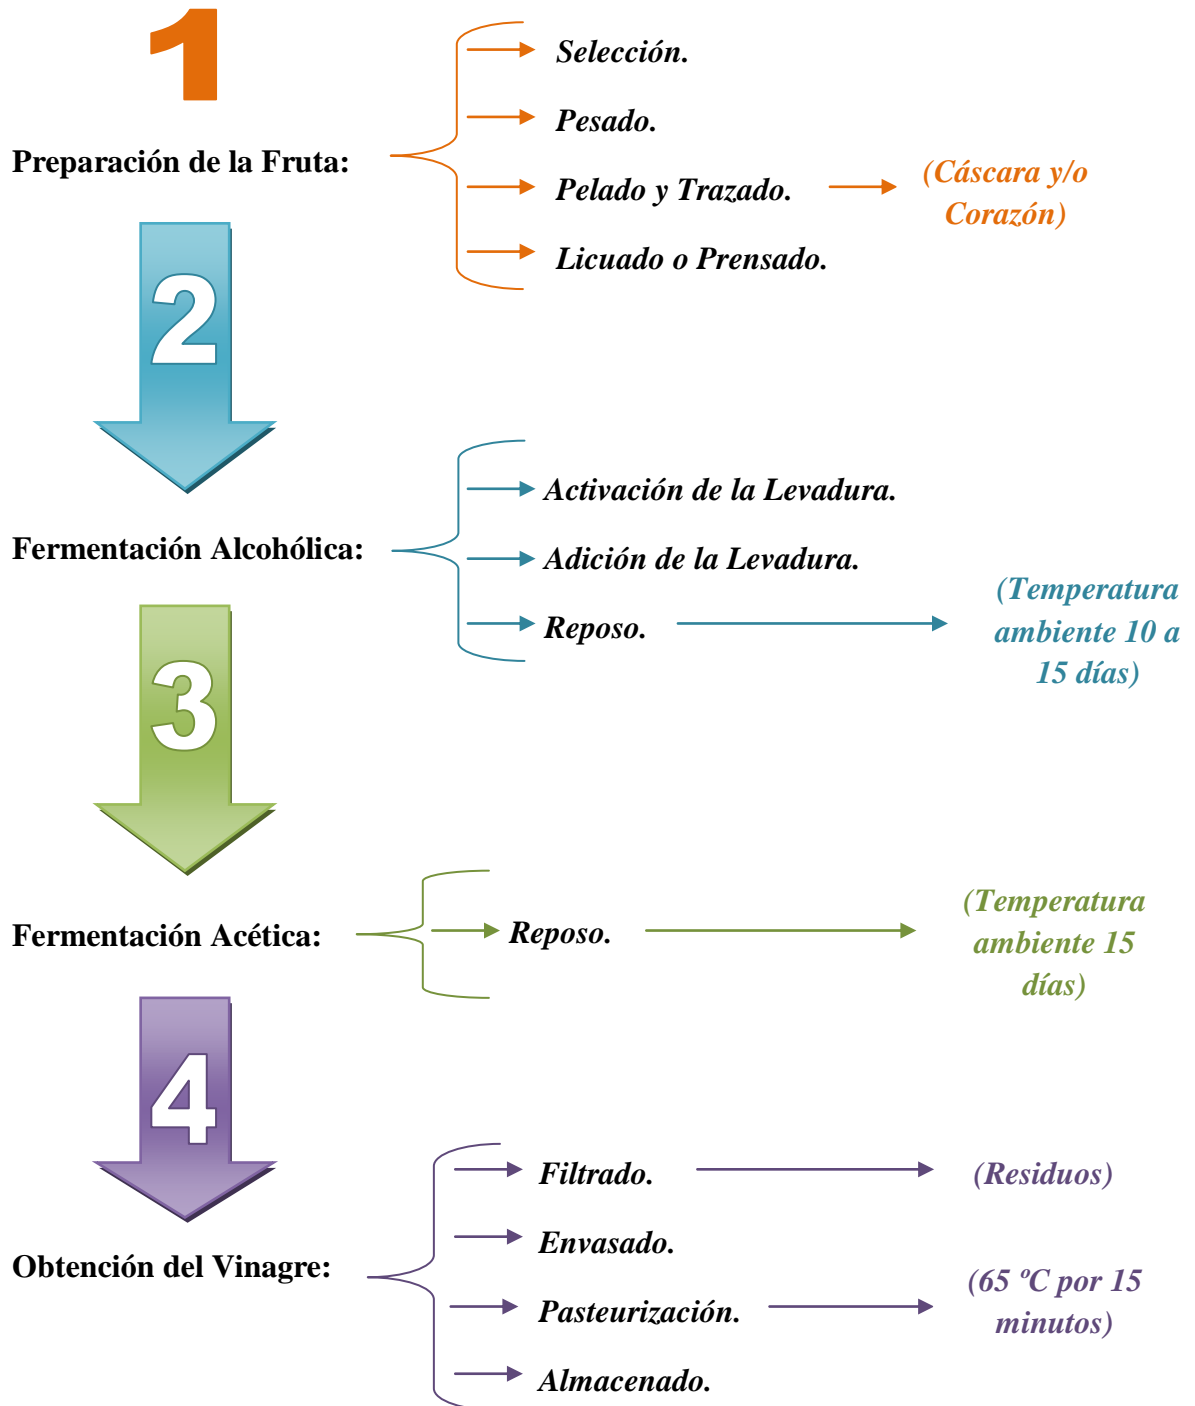 1
Preparación de la Fruta:
Selección.
Pesado.
Pelado y Trazado.
(Cáscara y/o
Corazón)
Licuado o Prensado.
2
Fermentación Alcohólica:
Activación de la Levadura.
Adición de la Levadura.
Reposo.
(Temperatura
ambiente 10 a
15 días)
3
Fermentación Acética:
Reposo.
(Temperatura
ambiente 15
días)
4
Obtención del Vinagre:
Filtrado.
(Residuos)
Envasado.
Pasteurización.
(65 ºC por 15
minutos)
Almacenado.